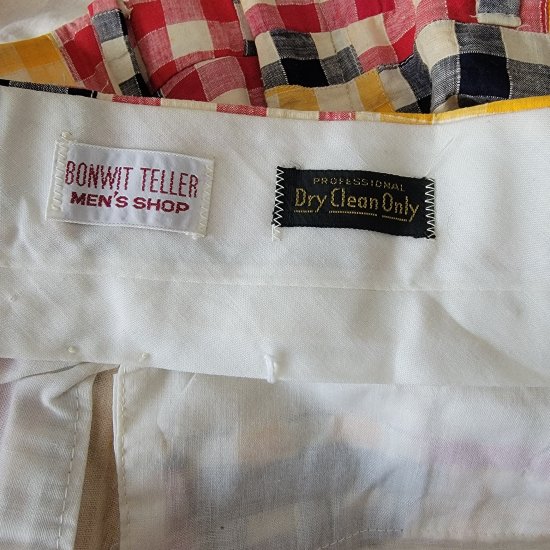 BONWIT TELLER
MEN'S SHOP
PROFESSIONAL
Dry Clean Only